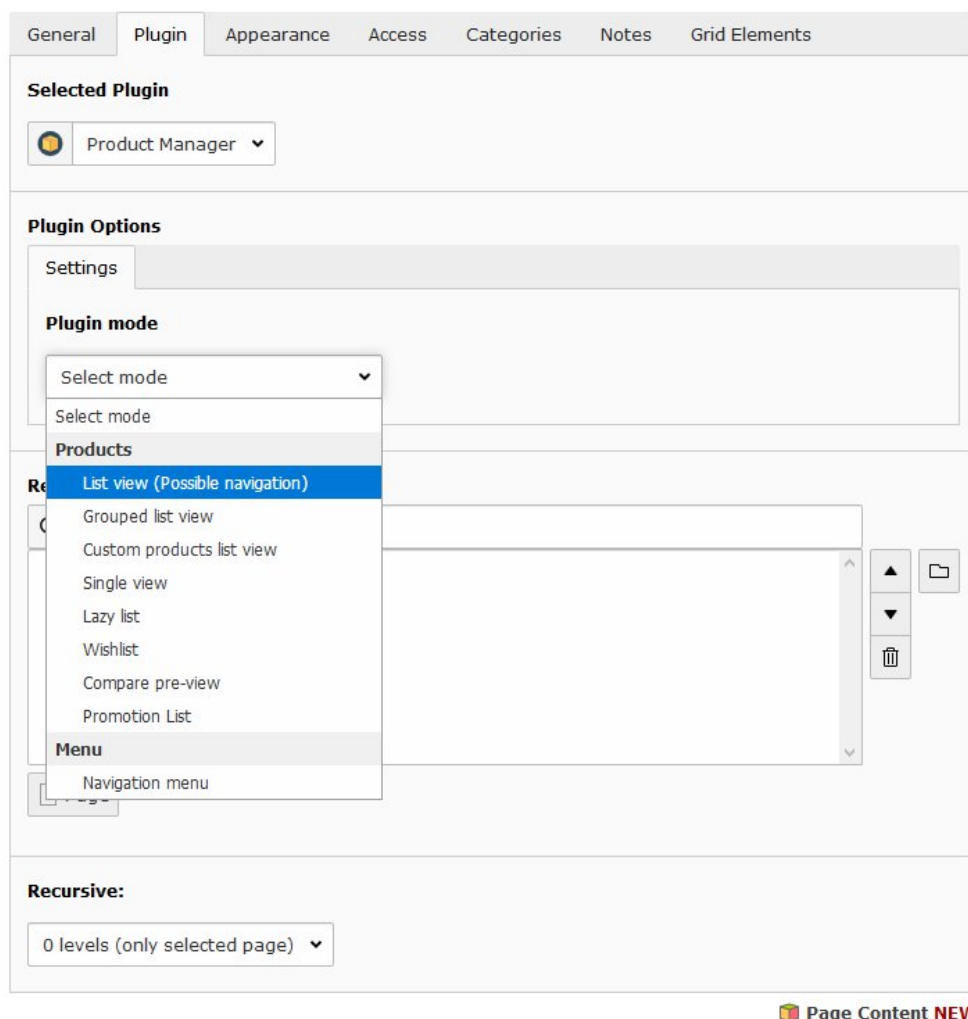 General Plugin Appearance Access Categories Notes Grid Elements
Selected Plugin
Product Manager
Plugin Options
Settings
Plugin mode
Select mode
Select mode
Products
List view (Possible navigation)
Re
Grouped list view
Custom products list view
Single view
Lazy list
Wishlist
Compare pre-view
Promotion List
Menu
Navigation menu
Recursive:
0 levels (only selected page)
Page Content NEW